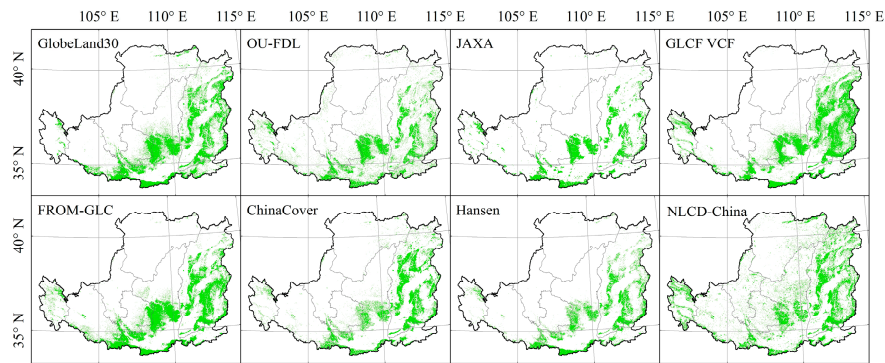 105° E 110° E 115° E 105° E 110° E 115° E 105° E 110° E 115° E 105° E 110° E 115° E
GlobeLand30 OU-FDL JAXA GLCF VCF
40° N
35° N
FROM-GLC ChinaCover Hansen NLCD-China
40° N
35° N